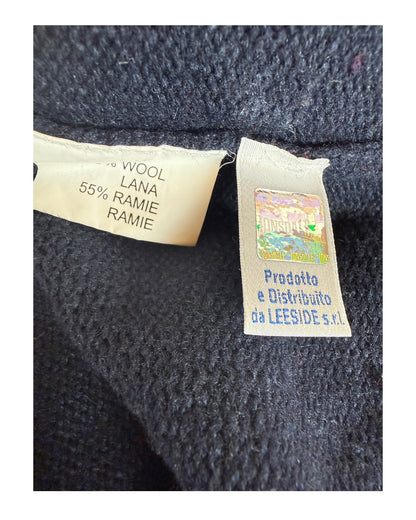 % WOOL
LANA
55% RAMIE
RAMIE
Prodotto
e Distribuito
da LEESIDE s.r.l.